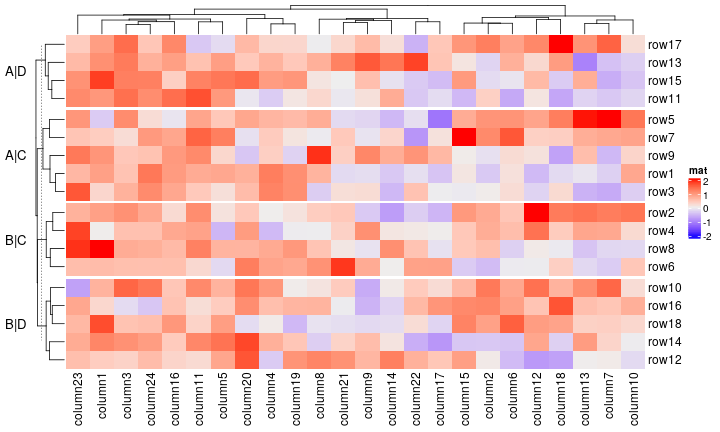 A|D
row17
row13
row15
row11
A|C
row5
row7
row9
row1
row3
B|C
row2
row4
row8
row6
B|D
row10
row16
row18
row14
row12
mat
2
1
0
-1
-2
column23
column1
column3
column24
column16
column11
column5
column20
column4
column19
column8
column21
column9
column14
column22
column17
column15
column2
column6
column12
column18
column13
column7
column10